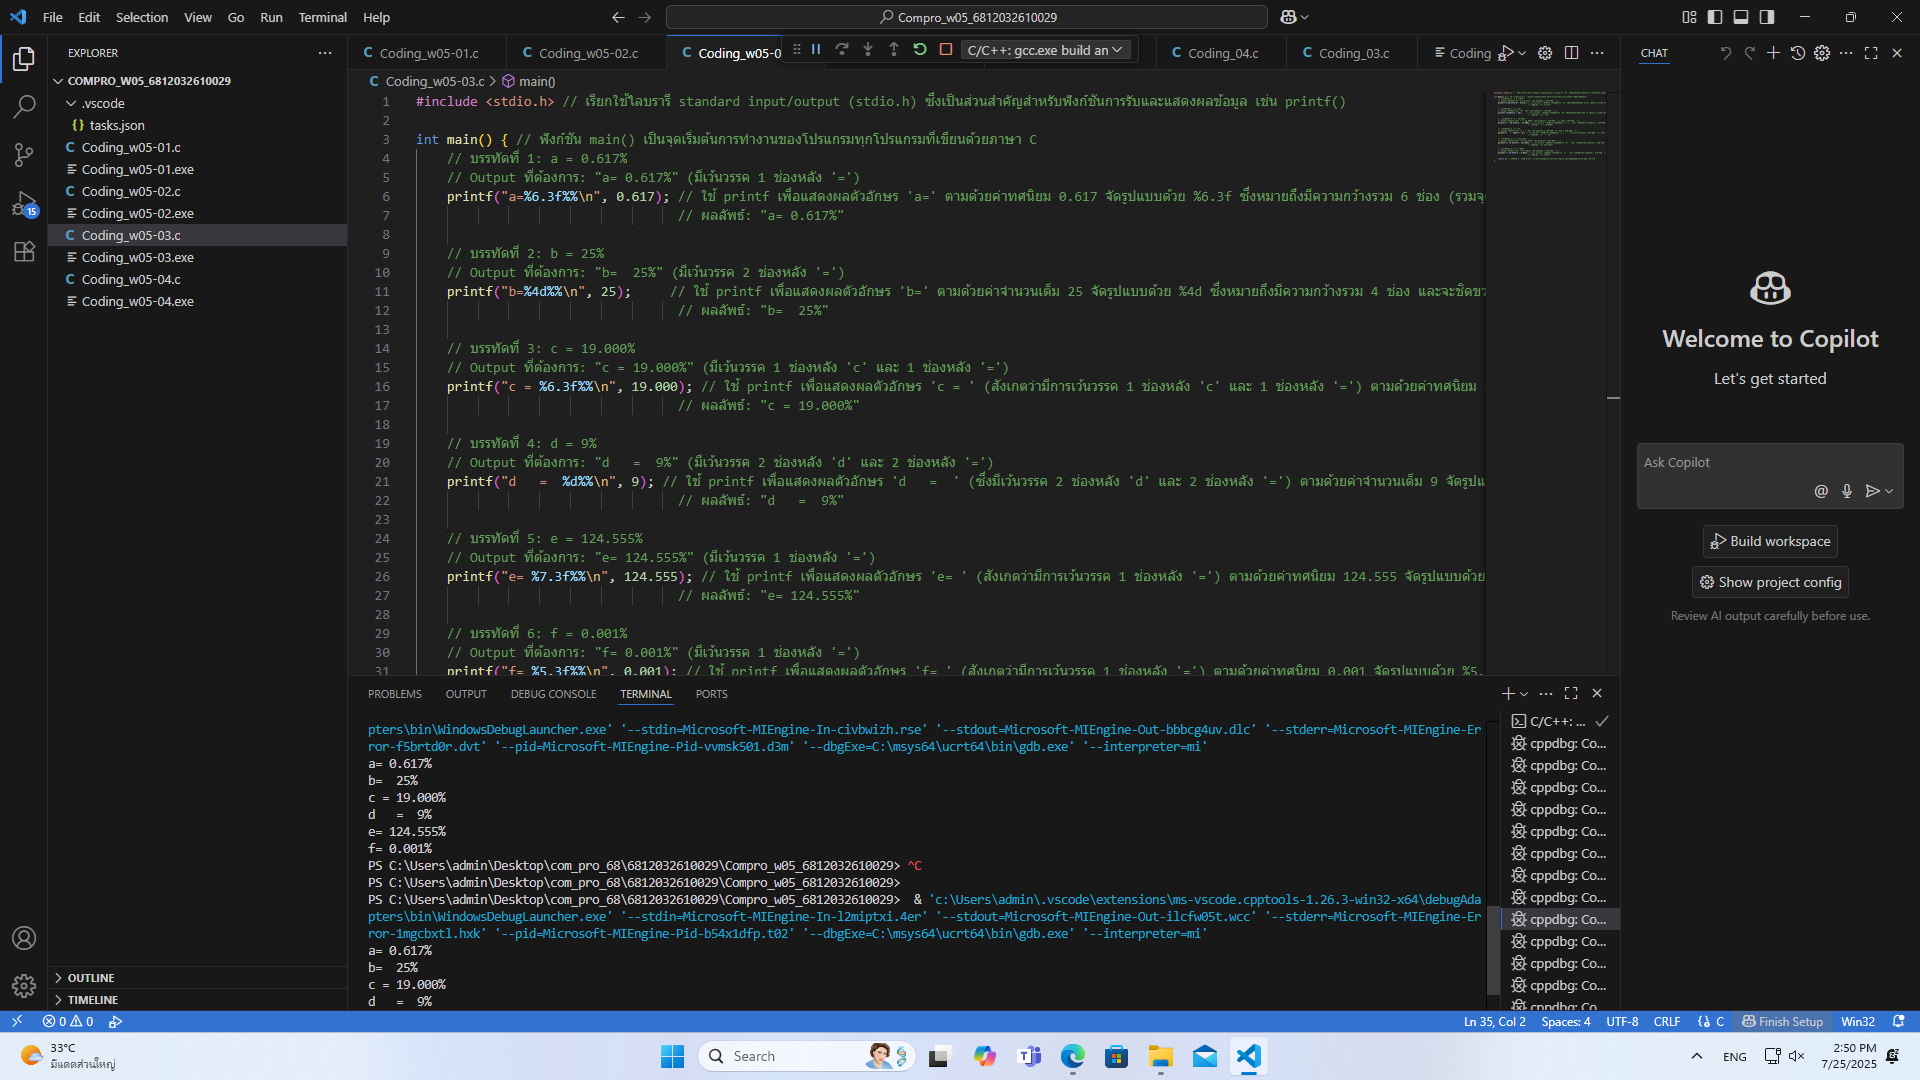 File Edit Selection View Go Run Terminal Help
Compro_w05_6812032610029
EXPLORER
COMPRO_W05_6812032610029
.vscode
tasks.json
Coding_w05-01.c
Coding_w05-01.exe
Coding_w05-02.c
Coding_w05-02.exe
Coding_w05-03.c
Coding_w05-03.exe
Coding_w05-04.c
Coding_w05-04.exe
OUTLINE
TIMELINE
15
Coding_w05-01.c Coding_w05-02.c Coding_w05-0 C/C++: gcc.exe build an Coding_04.c Coding_03.c Coding
Coding_w05-03.c > main()
1 #include <stdio.h> // เรียกใช้ไลบรารี standard input/output (stdio.h) ซึ่งเป็นส่วนสำคัญสำหรับฟังก์ชันการรับและแสดงผลข้อมูล เช่น printf()
2
3 int main() { // ฟังก์ชัน main() เป็นจุดเริ่มต้นการทำงานของโปรแกรมทุกโปรแกรมที่เขียนด้วยภาษา C
4 // บรรทัดที่ 1: a = 0.617%
5 // Output ที่ต้องการ: "a= 0.617%" (มีเว้นวรรค 1 ช่องหลัง '=')
6 printf("a=%6.3f%%\n", 0.617); // ใช้ printf เพื่อแสดงผลตัวอักษร 'a=' ตามด้วยค่าทศนิยม 0.617 จัดรูปแบบด้วย %6.3f ซึ่งหมายถึงมีความกว้างรวม 6 ช่อง (รวมจุ
7 // ผลลัพธ์: "a= 0.617%"
8
9 // บรรทัดที่ 2: b = 25%
10 // Output ที่ต้องการ: "b=  25%" (มีเว้นวรรค 2 ช่องหลัง '=')
11 printf("b=%4d%%\n", 25);     // ใช้ printf เพื่อแสดงผลตัวอักษร 'b=' ตามด้วยค่าจำนวนเต็ม 25 จัดรูปแบบด้วย %4d ซึ่งหมายถึงมีความกว้างรวม 4 ช่อง และจะชิดขว
12 // ผลลัพธ์: "b=  25%"
13
14 // บรรทัดที่ 3: c = 19.000%
15 // Output ที่ต้องการ: "c = 19.000%" (มีเว้นวรรค 1 ช่องหลัง 'c' และ 1 ช่องหลัง '=')
16 printf("c = %6.3f%%\n", 19.000); // ใช้ printf เพื่อแสดงผลตัวอักษร 'c = ' (สังเกตว่ามีการเว้นวรรค 1 ช่องหลัง 'c' และ 1 ช่องหลัง '=') ตามด้วยค่าทศนิยม
17 // ผลลัพธ์: "c = 19.000%"
18
19 // บรรทัดที่ 4: d = 9%
20 // Output ที่ต้องการ: "d   =  9%" (มีเว้นวรรค 2 ช่องหลัง 'd' และ 2 ช่องหลัง '=')
21 printf("d   =  %d%%\n", 9); // ใช้ printf เพื่อแสดงผลตัวอักษร 'd   =  ' (ซึ่งมีเว้นวรรค 2 ช่องหลัง 'd' และ 2 ช่องหลัง '=') ตามด้วยค่าจำนวนเต็ม 9 จัดรูปแ
22 // ผลลัพธ์: "d   =  9%"
23
24 // บรรทัดที่ 5: e = 124.555%
25 // Output ที่ต้องการ: "e= 124.555%" (มีเว้นวรรค 1 ช่องหลัง '=')
26 printf("e= %7.3f%%\n", 124.555); // ใช้ printf เพื่อแสดงผลตัวอักษร 'e= ' (สังเกตว่ามีการเว้นวรรค 1 ช่องหลัง '=') ตามด้วยค่าทศนิยม 124.555 จัดรูปแบบด้วย
27 // ผลลัพธ์: "e= 124.555%"
28
29 // บรรทัดที่ 6: f = 0.001%
30 // Output ที่ต้องการ: "f= 0.001%" (มีเว้นวรรค 1 ช่องหลัง '=')
31 printf("f= %5.3f%%\n", 0.001); // ใช้ printf เพื่อแสดงผลตัวอักษร 'f= ' (สังเกตว่ามีการเว้นวรรค 1 ช่องหลัง '=') ตามด้วยค่าทศนิยม 0.001 จัดรูปแบบด้วย %5.
PROBLEMS OUTPUT DEBUG CONSOLE TERMINAL PORTS
pters\bin\WindowsDebugLauncher.exe' '--stdin=Microsoft-MIEngine-In-civbwizh.rse' '--stdout=Microsoft-MIEngine-Out-bbbcg4uv.dlc' '--stderr=Microsoft-MIEngine-Er
ror-f5brtd0r.dvt' '--pid=Microsoft-MIEngine-Pid-vvmsk501.d3m' '--dbgExe=C:\msys64\ucrt64\bin\gdb.exe' '--interpreter=mi'
a= 0.617%
b=  25%
c = 19.000%
d   =  9%
e= 124.555%
f= 0.001%
PS C:\Users\admin\Desktop\com_pro_68\6812032610029\Compro_w05_6812032610029> ^C
PS C:\Users\admin\Desktop\com_pro_68\6812032610029\Compro_w05_6812032610029>
PS C:\Users\admin\Desktop\com_pro_68\6812032610029\Compro_w05_6812032610029>  & 'c:\Users\admin\.vscode\extensions\ms-vscode.cpptools-1.26.3-win32-x64\debugAda
pters\bin\WindowsDebugLauncher.exe' '--stdin=Microsoft-MIEngine-In-l2miptxi.4er' '--stdout=Microsoft-MIEngine-Out-ilcfw05t.wcc' '--stderr=Microsoft-MIEngine-Er
ror-1mgcbxtl.hxk' '--pid=Microsoft-MIEngine-Pid-b54x1dfp.t02' '--dbgExe=C:\msys64\ucrt64\bin\gdb.exe' '--interpreter=mi'
a= 0.617%
b=  25%
c = 19.000%
d   =  9%
C/C++: ...
cppdbg: Co...
cppdbg: Co...
cppdbg: Co...
cppdbg: Co...
cppdbg: Co...
cppdbg: Co...
cppdbg: Co...
cppdbg: Co...
cppdbg: Co...
cppdbg: Co...
cppdbg: Co...
cppdbg: Co...
cppdbg: Co...
CHAT
Welcome to Copilot
Let's get started
Ask Copilot
Build workspace
Show project config
Review AI output carefully before use.
0 0 Ln 35, Col 2 Spaces: 4 UTF-8 CRLF {} C Finish Setup Win32
33°C
มีแดดส่วนใหญ่
Search
ENG
2:50 PM
7/25/2025